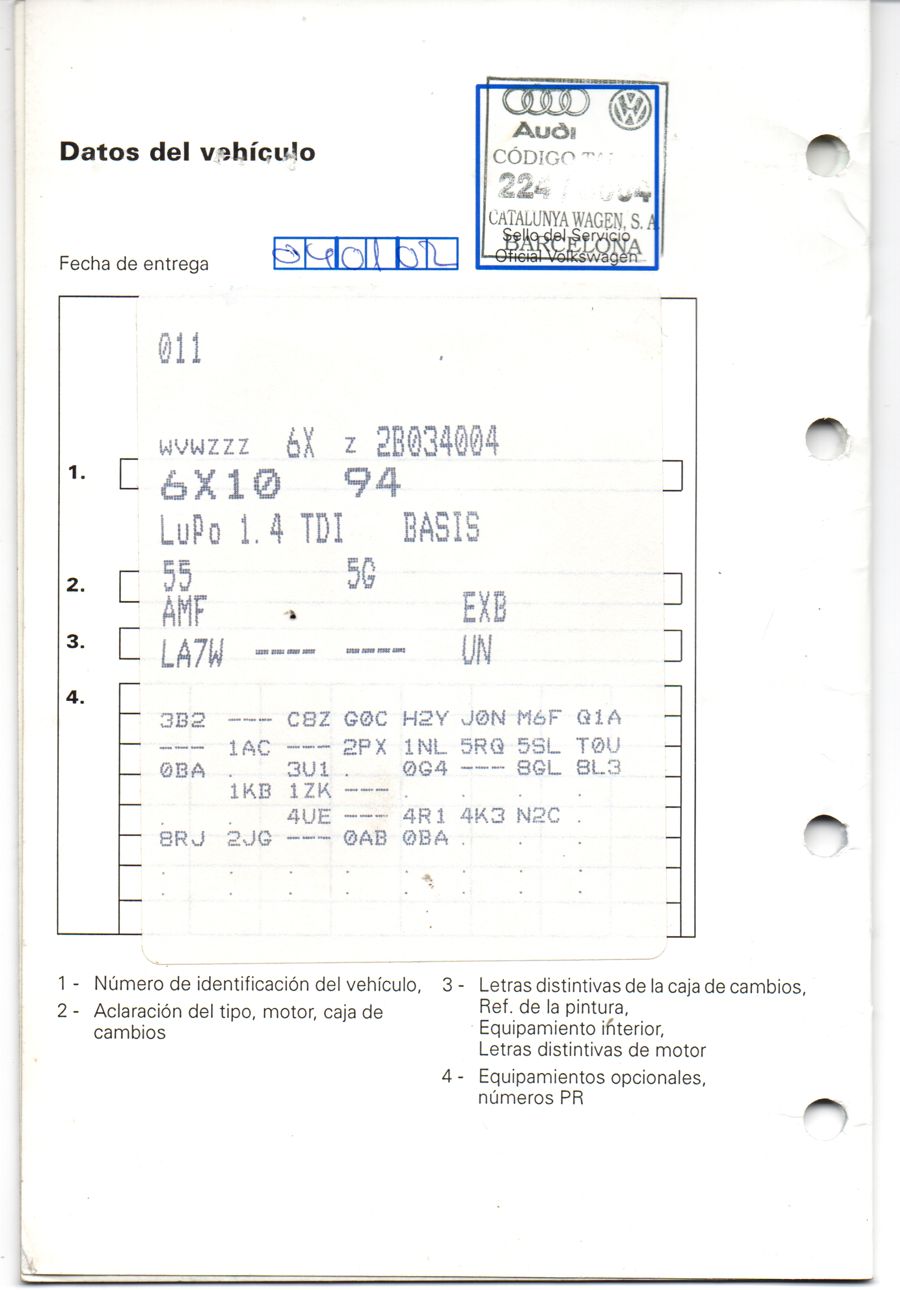 Datos del vehículo
Audi
CÓDIGO
CATALUNYA WAGEN, S. A
BARCELONA
Sello del Servicio
Oficial Volkswagen
Fecha de entrega 040102
011
WVWZZZ 6X Z 2B034004
1. 6X10 94
LuPo 1.4 TDI BASIS
2. 55 5G
AMF EXB
3. LA7W ---- ---- UN
4.
3B2 --- C8Z G0C H2Y J0N M6F Q1A
--- 1AC --- 2PX 1NL 5RQ 5SL T0U
0BA . 3U1 . 0G4 --- 8GL 8L3
1KB 1ZK --- . . . .
. . 4UE --- 4R1 4K3 N2C .
8RJ 2JG --- 0AB 0BA . . .
1 - Número de identificación del vehículo,
2 - Aclaración del tipo, motor, caja de
cambios
3 - Letras distintivas de la caja de cambios,
Ref. de la pintura,
Equipamiento interior,
Letras distintivas de motor
4 - Equipamientos opcionales,
números PR